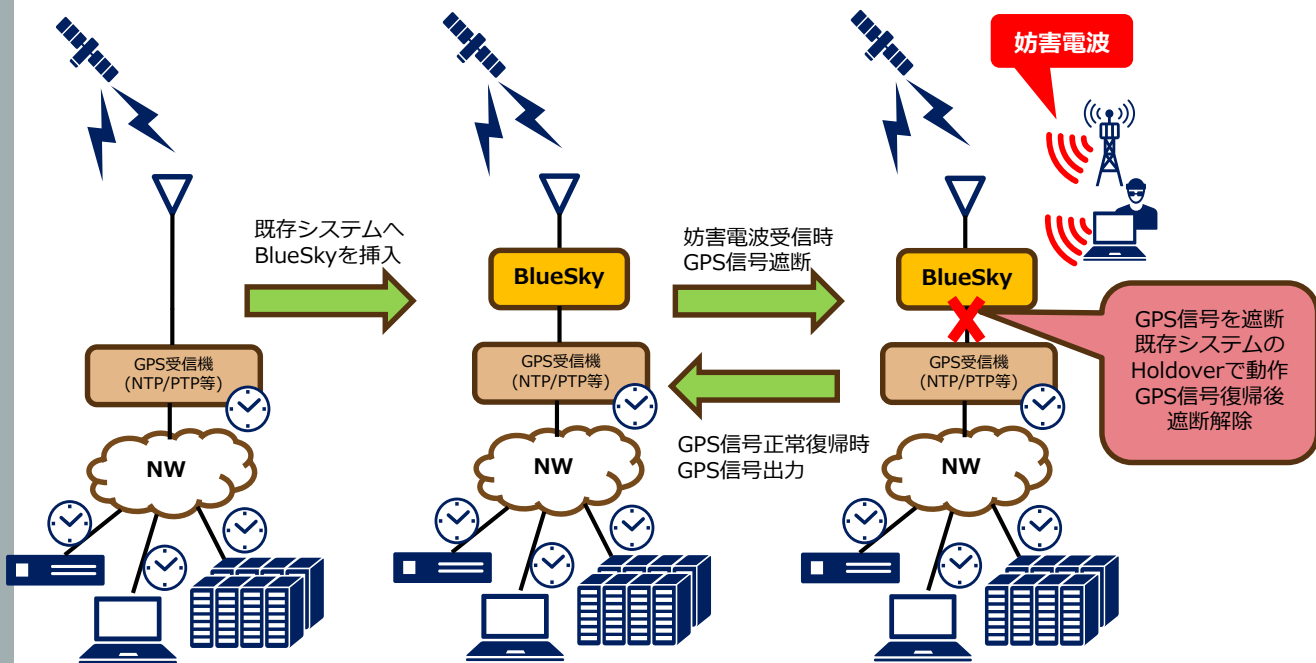 妨害電波
既存システムへ
BlueSkyを挿入
妨害電波受信時
GPS信号遮断
BlueSky
BlueSky
GPS信号を遮断
既存システムの
Holdoverで動作
GPS信号復帰後
遮断解除
GPS受信機
(NTP/PTP等)
GPS受信機
(NTP/PTP等)
GPS受信機
(NTP/PTP等)
GPS信号正常復帰時
GPS信号出力
NW
NW
NW